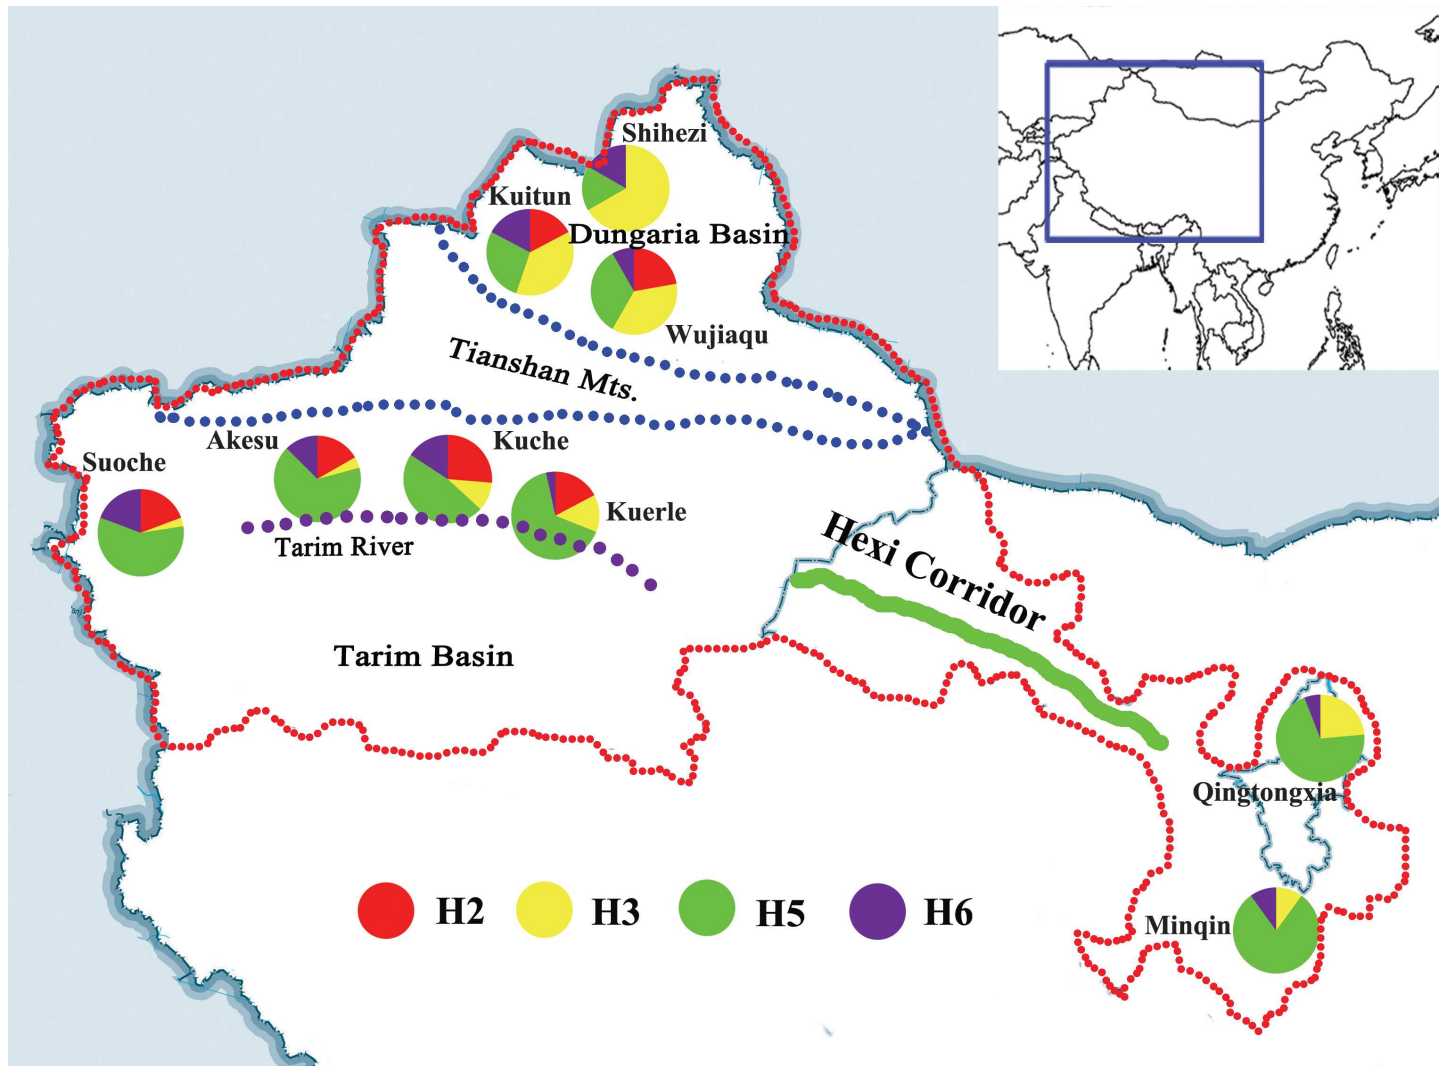 Shihezi
Kuitun
Dungaria Basin
Wujiaqu
Tianshan Mts.
Akesu
Kuche
Suoche
Kuerle
Tarim River
Hexi Corridor
Tarim Basin
Qingtongxia
H2
H3
H5
H6
Minqin